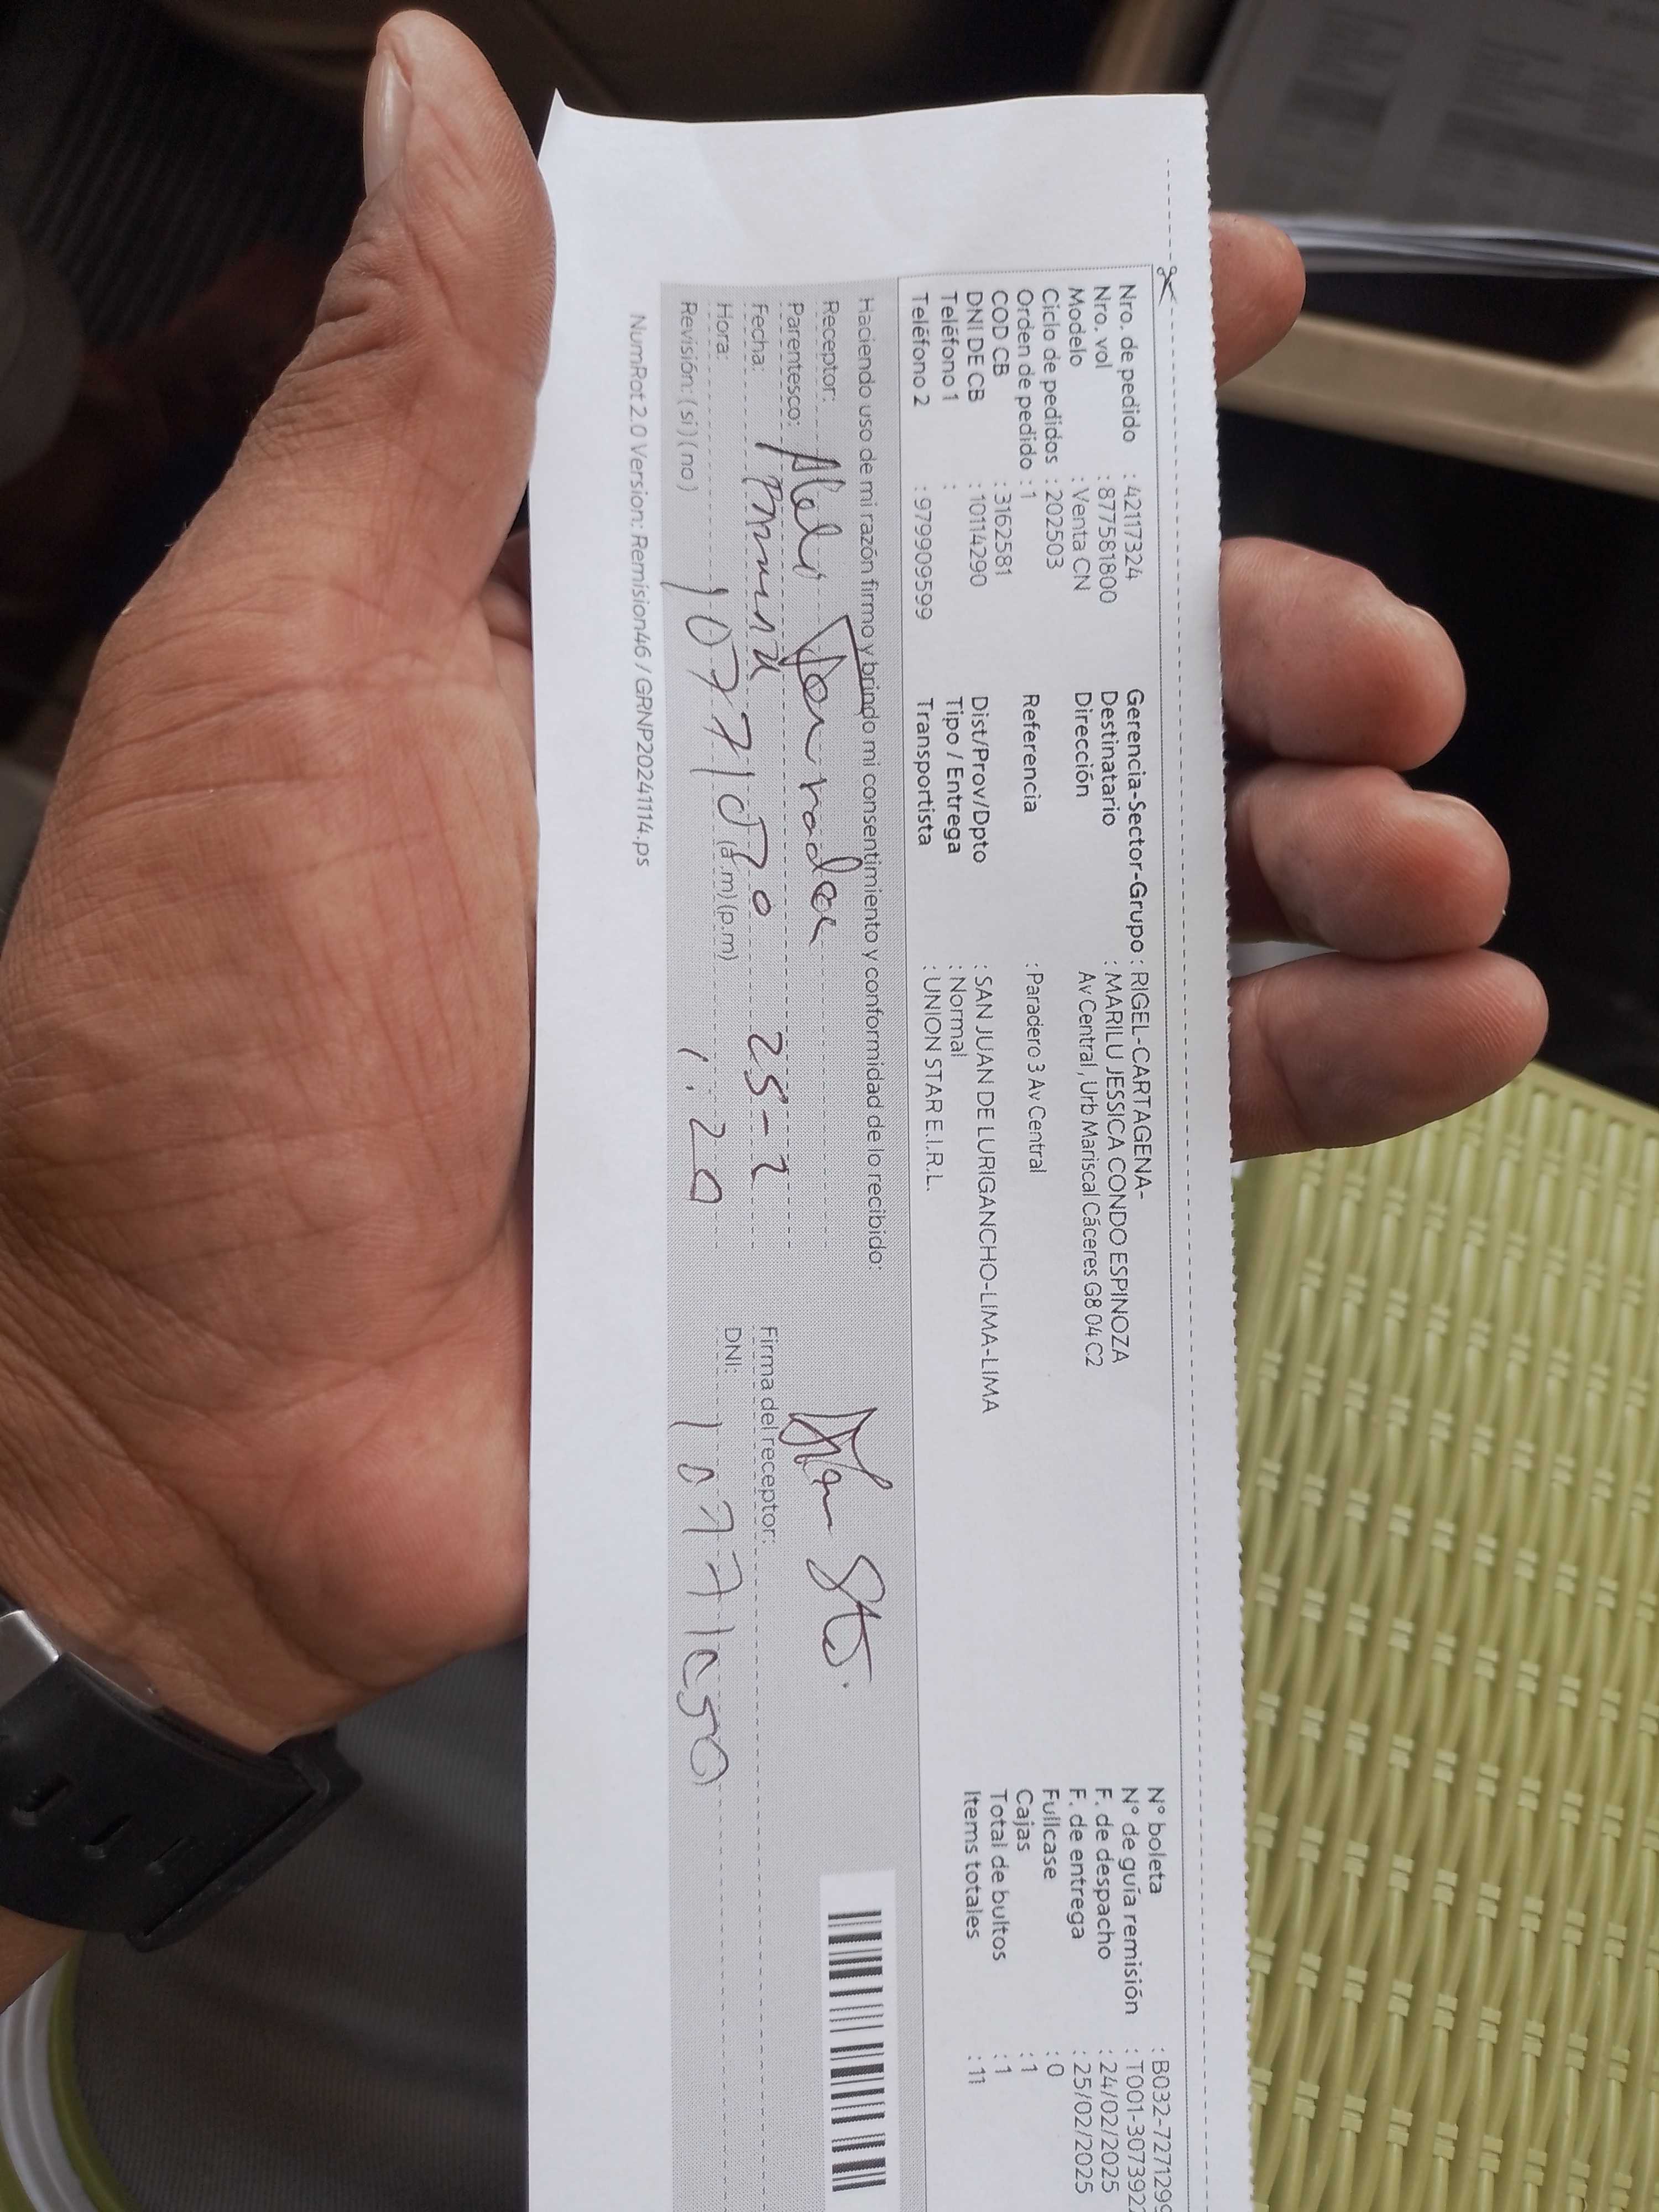 Nro. de pedido : 42117324
Nro. vol : 877581800
Modelo : Venta CN
Ciclo de pedidos : 202503
Orden de pedido : 1
COD CB : 3162581
DNI DE CB : 10114290
Teléfono 1 :
Teléfono 2 : 979909599
Gerencia-Sector-Grupo : RIGEL-CARTAGENA-
Destinatario : MARILU JESSICA CONDO ESPINOZA
Dirección Av Central, Urb Mariscal Cáceres G8 04 C2
Referencia : Paradero 3 Av Central
Dist/Prov/Dpto : SAN JUAN DE LURIGANCHO-LIMA-LIMA
Tipo / Entrega : Normal
Transportista : UNION STAR E.I.R.L.
N° boleta : B032-7271299
N° de guía remisión : T001-3073922
F. de despacho : 24/02/2025
F. de entrega : 25/02/2025
Fullcase : 0
Cajas : 1
Total de bultos : 1
Items totales : 11
Haciendo uso de mi razón firmo y brindo mi consentimiento y conformidad de lo recibido:
Receptor:
Parentesco:
Fecha: 25-2
Hora: (a.m) (p.m) 1:20
Revisión: (si) (no)
Firma del receptor:
DNI:
NumRot 2.0 Version: Remision46 / GRNP20241114.ps